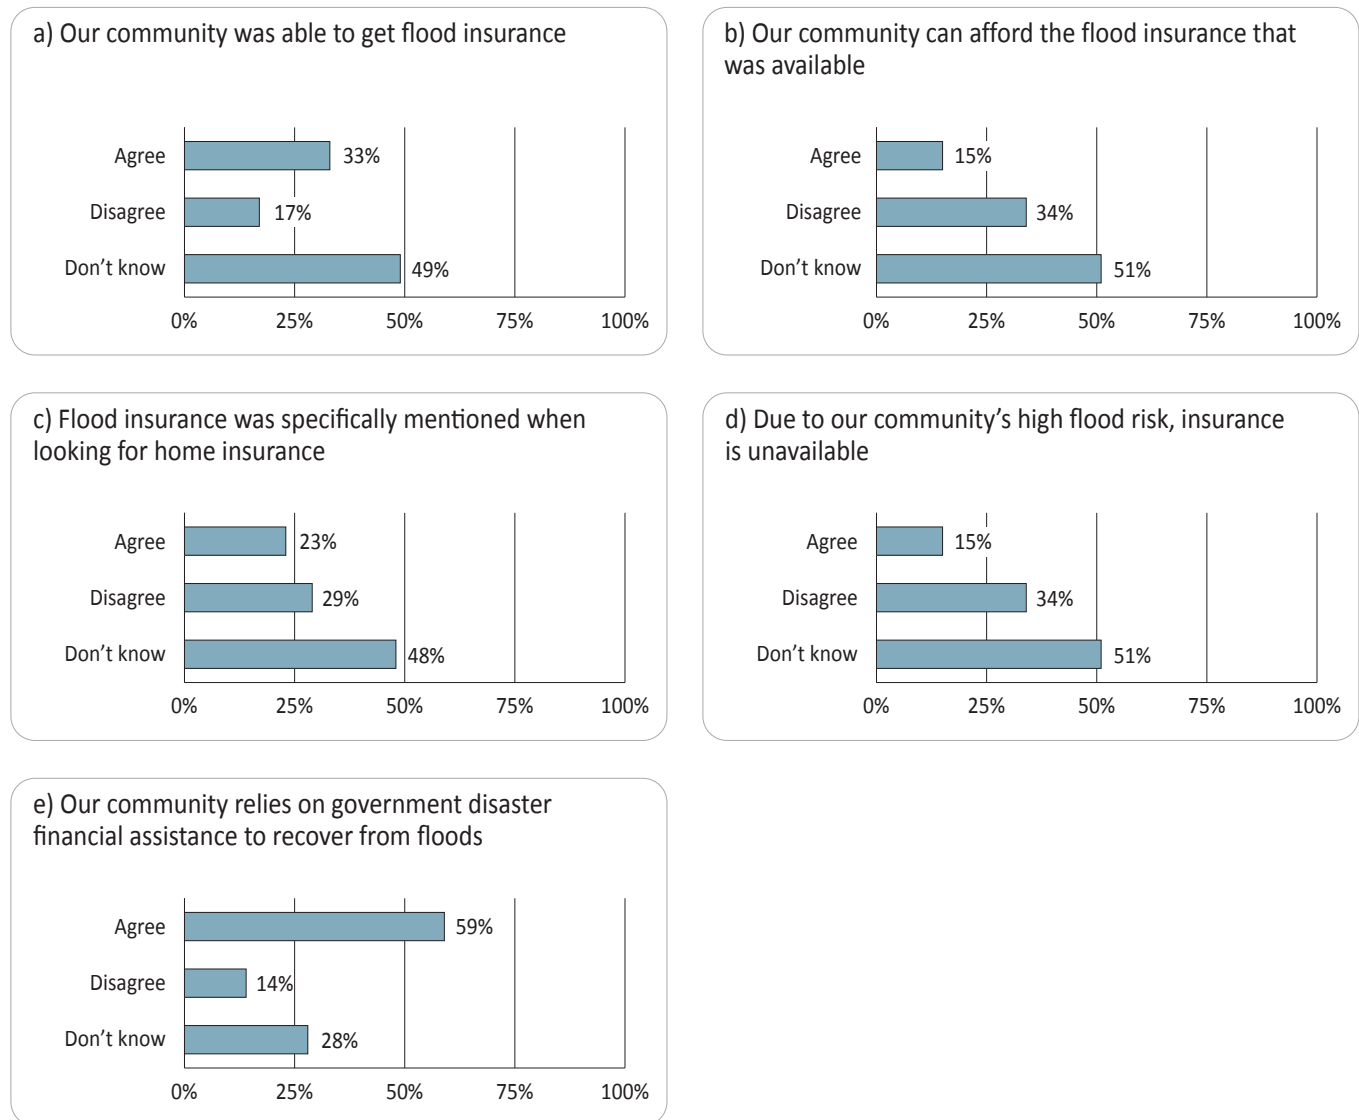 a) Our community was able to get flood insurance
Agree 33%
Disagree 17%
Don't know 49%
0% 25% 50% 75% 100%
b) Our community can afford the flood insurance that
was available
Agree 15%
Disagree 34%
Don't know 51%
0% 25% 50% 75% 100%
c) Flood insurance was specifically mentioned when
looking for home insurance
Agree 23%
Disagree 29%
Don't know 48%
0% 25% 50% 75% 100%
d) Due to our community's high flood risk, insurance
is unavailable
Agree 15%
Disagree 34%
Don't know 51%
0% 25% 50% 75% 100%
e) Our community relies on government disaster
financial assistance to recover from floods
Agree 59%
Disagree 14%
Don't know 28%
0% 25% 50% 75% 100%